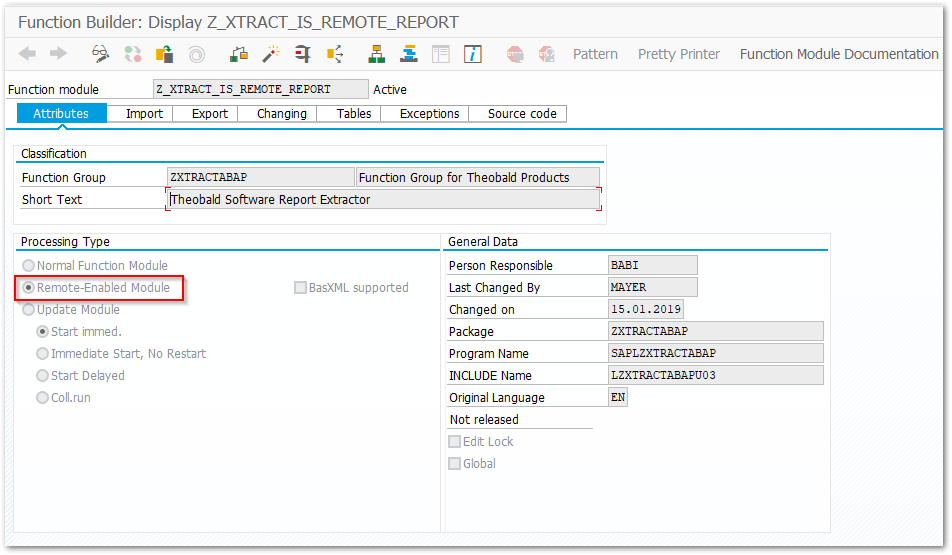 Function Builder: Display Z_XTRACT_IS_REMOTE_REPORT
Pattern Pretty Printer Function Module Documentation
Function module Z_XTRACT_IS_REMOTE_REPORT Active
Attributes Import Export Changing Tables Exceptions Source code
Classification
Function Group ZXTRACTABAP Function Group for Theobald Products
Short Text Theobald Software Report Extractor
Processing Type
Normal Function Module
Remote-Enabled Module BasXML supported
Update Module
Start immed.
Immediate Start, No Restart
Start Delayed
Coll.run
General Data
Person Responsible BABI
Last Changed By MAYER
Changed on 15.01.2019
Package ZXTRACTABAP
Program Name SAPLZXTRACTABAP
INCLUDE Name LZXTRACTABAPU03
Original Language EN
Not released
Edit Lock
Global